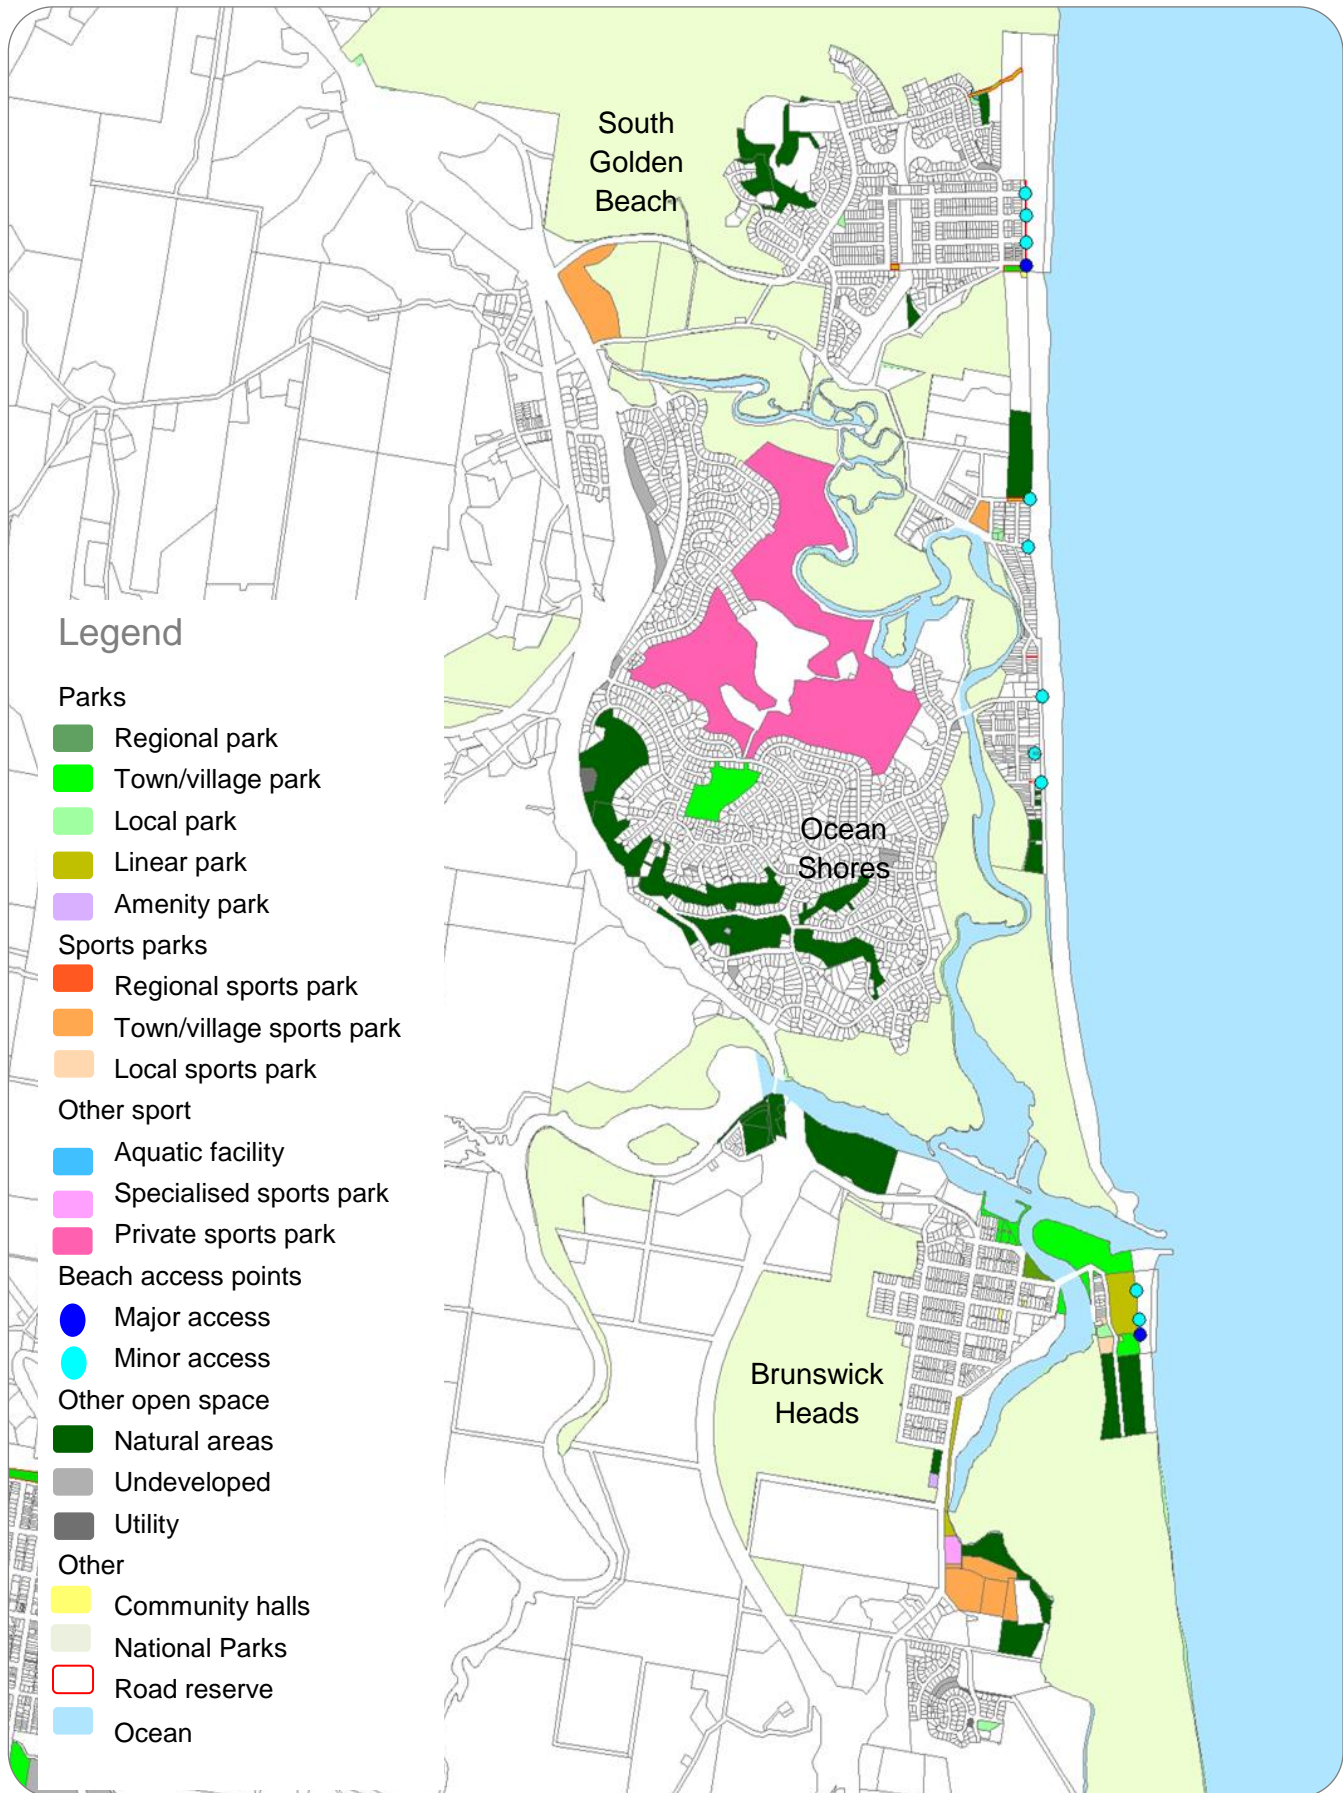 South
Golden
Beach
Legend
Parks
Regional park
Town/village park
Local park
Linear park
Amenity park
Sports parks
Regional sports park
Town/village sports park
Local sports park
Other sport
Aquatic facility
Specialised sports park
Private sports park
Beach access points
Major access
Minor access
Other open space
Natural areas
Undeveloped
Utility
Other
Community halls
National Parks
Road reserve
Ocean
Ocean
Shores
Brunswick
Heads